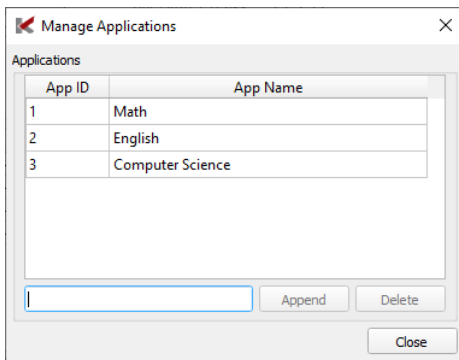 Manage Applications
Applications
App ID App Name
1 Math
2 English
3 Computer Science
Append Delete
Close